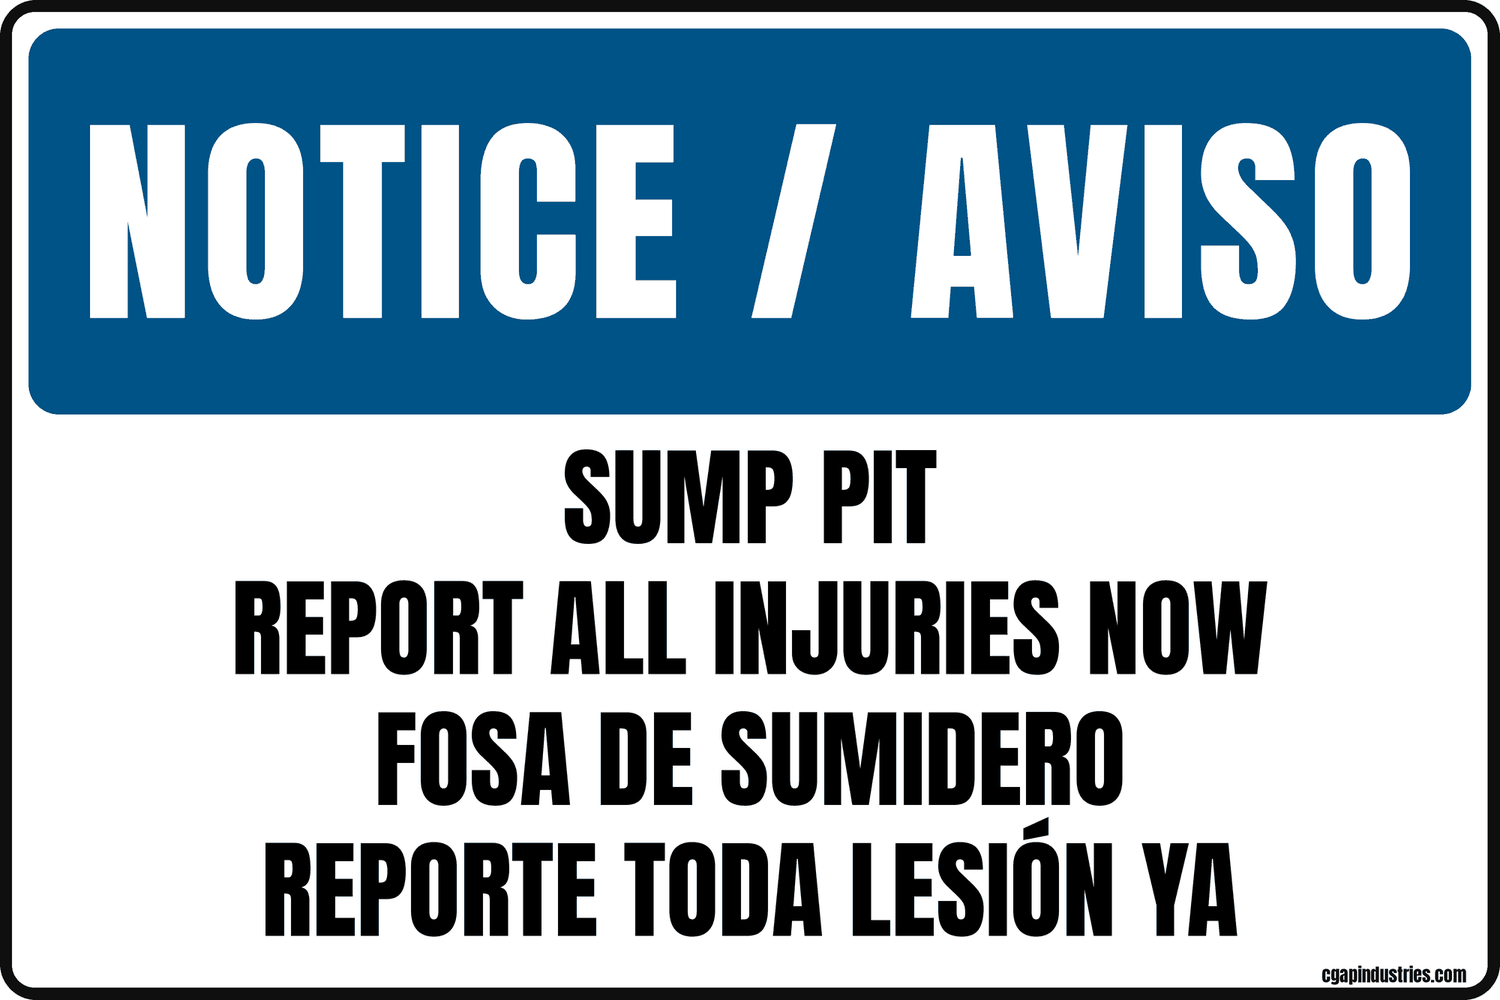 NOTICE / AVISO
SUMP PIT
REPORT ALL INJURIES NOW
FOSA DE SUMIDERO
REPORTE TODA LESIÓN YA
cgapindustries.com